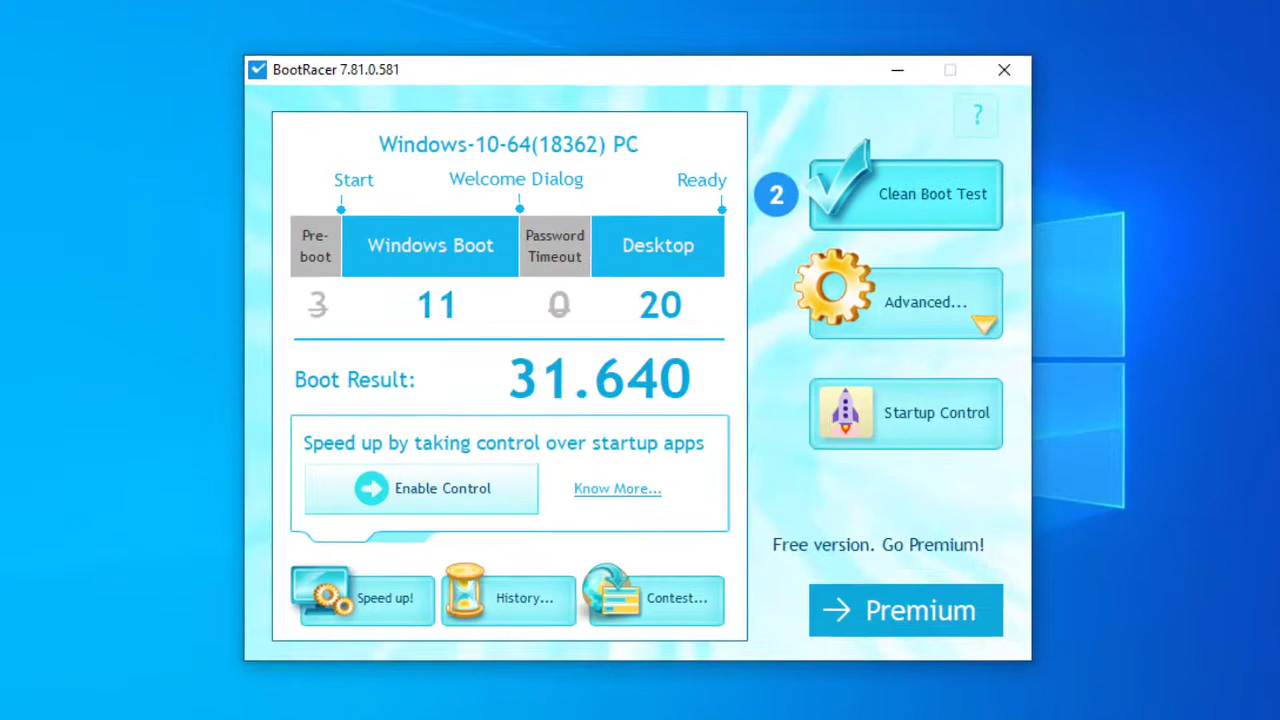 BootRacer 7.81.0.581
?
Windows-10-64(18362) PC
Start
Welcome Dialog
Ready
Pre-
boot
Windows Boot
Password
Timeout
Desktop
3
11
0
20
Boot Result:
31.640
Speed up by taking control over startup apps
Enable Control
Know More...
Speed up!
History...
Contest...
2
Clean Boot Test
Advanced...
Startup Control
Free version. Go Premium!
Premium